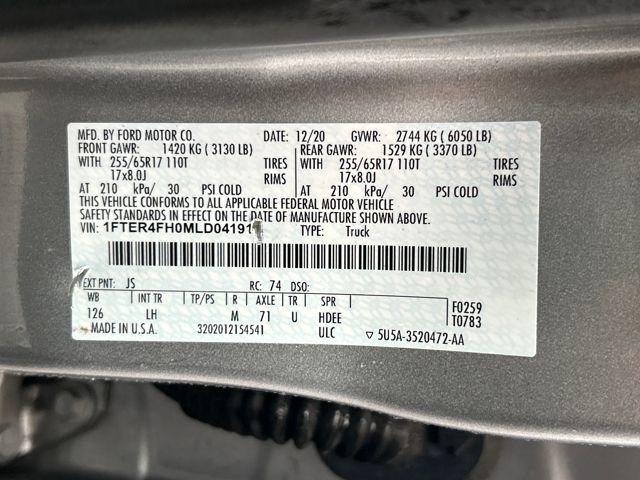 MFD. BY FORD MOTOR CO. DATE: 12/20 GVWR: 2744 KG ( 6050 LB)
FRONT GAWR: 1420 KG ( 3130 LB) REAR GAWR: 1529 KG ( 3370 LB)
WITH 255/65R17 110T TIRES WITH 255/65R17 110T TIRES
17x8.0J RIMS 17x8.0J RIMS
AT 210 kPa/ 30 PSI COLD AT 210 kPa/ 30 PSI COLD
THIS VEHICLE CONFORMS TO ALL APPLICABLE FEDERAL MOTOR VEHICLE
SAFETY STANDARDS IN EFFECT ON THE DATE OF MANUFACTURE SHOWN ABOVE.
VIN: TYPE: Truck
EXT PNT: JS RC: 74 DSO:
WB INT TR TP/PS R AXLE TR SPR F0259
126 LH M 71 U HDEE T0783
MADE IN U.S.A. 3202012154541 ULC ▽ 5U5A-3520472-AA